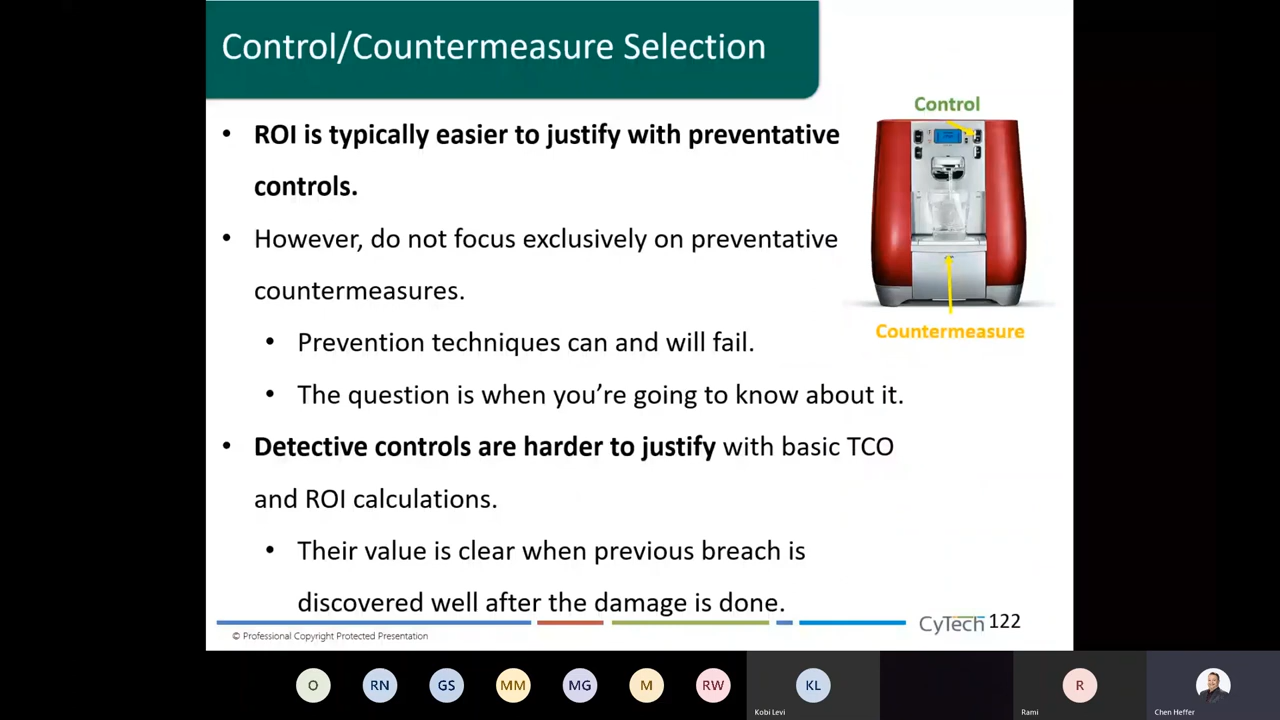 Control/Countermeasure Selection
Control
• ROI is typically easier to justify with preventative
controls.
• However, do not focus exclusively on preventative
countermeasures.
Countermeasure
• Prevention techniques can and will fail.
• The question is when you’re going to know about it.
• Detective controls are harder to justify with basic TCO
and ROI calculations.
• Their value is clear when previous breach is
discovered well after the damage is done.
CyTech 122
© Professional Copyright Protected Presentation
O RN GS MM MG M RW KL R
Kobi Levi Rami Chen Heffer